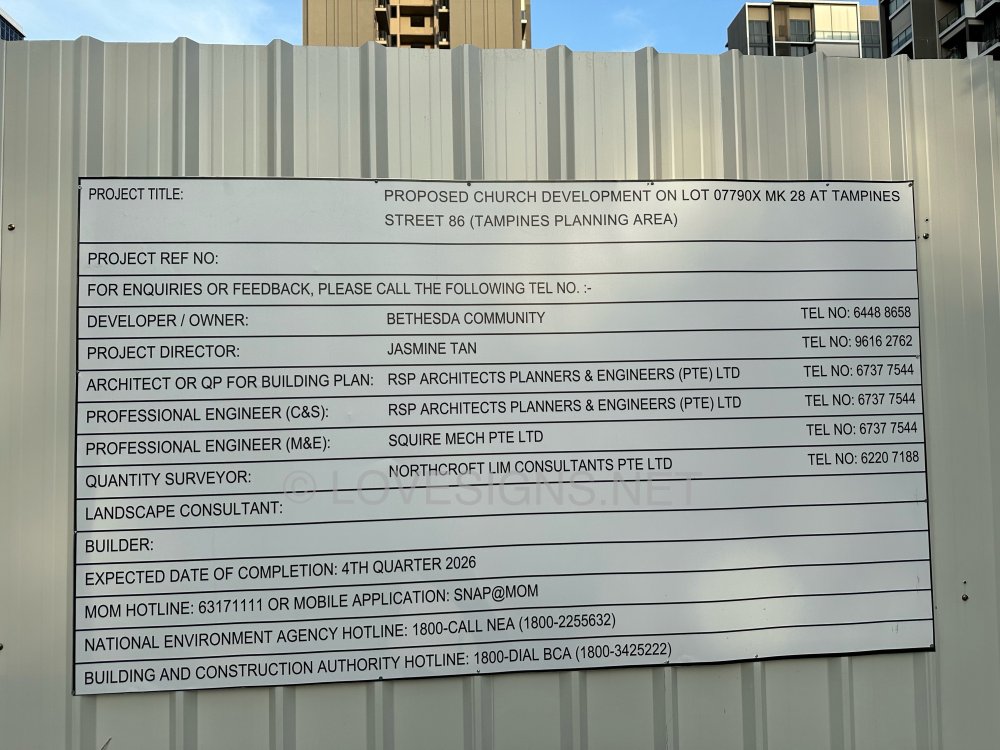 PROJECT TITLE: PROPOSED CHURCH DEVELOPMENT ON LOT 07790X MK 28 AT TAMPINES
STREET 86 (TAMPINES PLANNING AREA)
PROJECT REF NO:
FOR ENQUIRIES OR FEEDBACK, PLEASE CALL THE FOLLOWING TEL NO. :-
DEVELOPER / OWNER: BETHESDA COMMUNITY TEL NO: 6448 8658
PROJECT DIRECTOR: JASMINE TAN TEL NO: 9616 2762
ARCHITECT OR QP FOR BUILDING PLAN: RSP ARCHITECTS PLANNERS & ENGINEERS (PTE) LTD TEL NO: 6737 7544
PROFESSIONAL ENGINEER (C&S): RSP ARCHITECTS PLANNERS & ENGINEERS (PTE) LTD TEL NO: 6737 7544
PROFESSIONAL ENGINEER (M&E): SQUIRE MECH PTE LTD TEL NO: 6737 7544
QUANTITY SURVEYOR: NORTHCROFT LIM CONSULTANTS PTE LTD TEL NO: 6220 7188
© LOVESIGNS.NET
LANDSCAPE CONSULTANT:
BUILDER:
EXPECTED DATE OF COMPLETION: 4TH QUARTER 2026
MOM HOTLINE: 63171111 OR MOBILE APPLICATION: SNAP@MOM
NATIONAL ENVIRONMENT AGENCY HOTLINE: 1800-CALL NEA (1800-2255632)
BUILDING AND CONSTRUCTION AUTHORITY HOTLINE: 1800-DIAL BCA (1800-3425222)